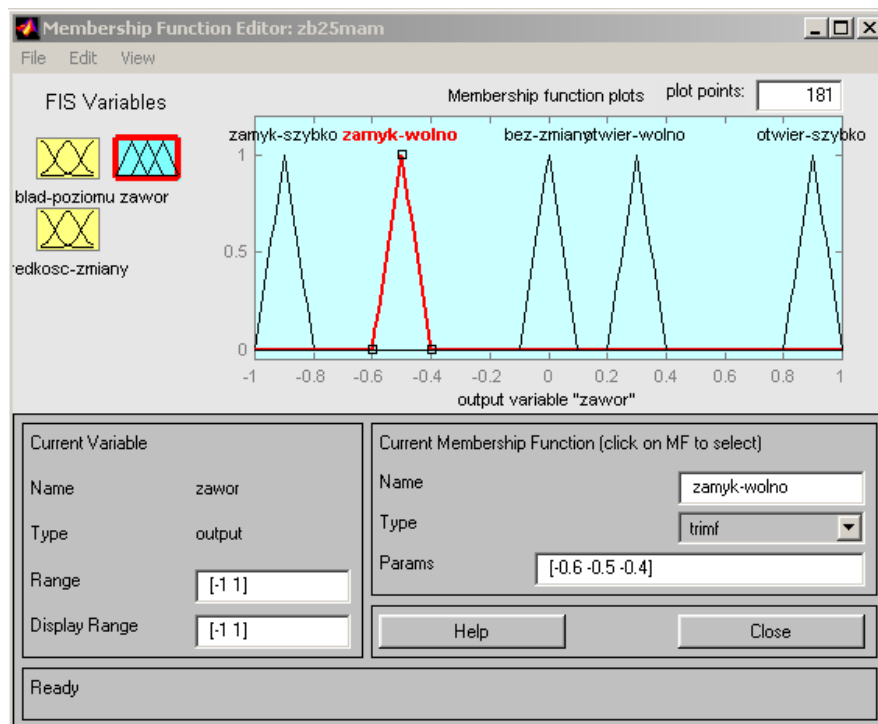 Membership Function Editor: zb25mam
File Edit View
FIS Variables
Membership function plots plot points: 181
zamyk-szybko zamyk-wolno bez-zmiany otwier-wolno otwier-szybko
blad-poziomu zawor
redkosc-zmiany
1
0.5
0
-1 -0.8 -0.6 -0.4 -0.2 0 0.2 0.4 0.6 0.8 1
output variable "zawor"
Current Variable
Name zawor
Type output
Range [-1 1]
Display Range [-1 1]
Current Membership Function (click on MF to select)
Name zamyk-wolno
Type trimf
Params [-0.6 -0.5 -0.4]
Help Close
Ready